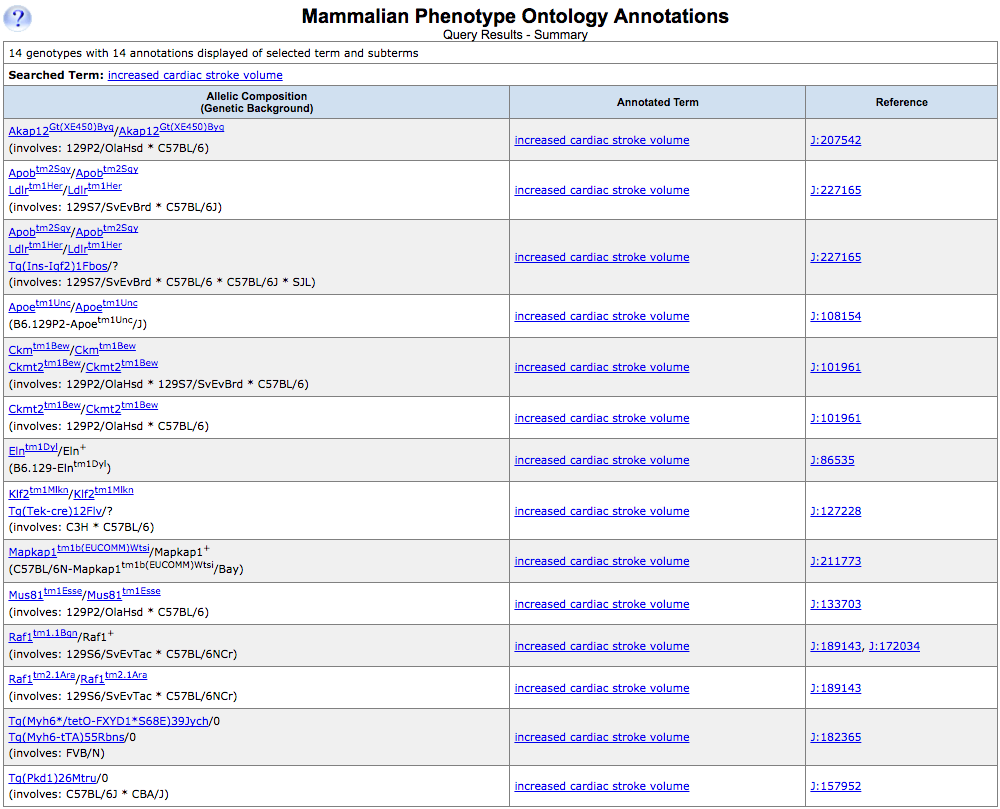 ?
Mammalian Phenotype Ontology Annotations
Query Results - Summary
14 genotypes with 14 annotations displayed of selected term and subterms
Searched Term: increased cardiac stroke volume
Allelic Composition
(Genetic Background)
Annotated Term
Reference
Akap12Gt(XE450)Byg/Akap12Gt(XE450)Byg
(involves: 129P2/OlaHsd * C57BL/6)
increased cardiac stroke volume
J:207542
Apobtm2Sgy/Apobtm2Sgy
Ldlrtm1Her/Ldlrtm1Her
(involves: 129S7/SvEvBrd * C57BL/6J)
increased cardiac stroke volume
J:227165
Apobtm2Sgy/Apobtm2Sgy
Ldlrtm1Her/Ldlrtm1Her
Tg(Ins-Igf2)1Fbos/?
(involves: 129S7/SvEvBrd * C57BL/6 * C57BL/6J * SJL)
increased cardiac stroke volume
J:227165
Apoetm1Unc/Apoetm1Unc
(B6.129P2-Apoetm1Unc/J)
increased cardiac stroke volume
J:108154
Ckmtm1Bew/Ckmtm1Bew
Ckmt2tm1Bew/Ckmt2tm1Bew
(involves: 129P2/OlaHsd * 129S7/SvEvBrd * C57BL/6)
increased cardiac stroke volume
J:101961
Ckmt2tm1Bew/Ckmt2tm1Bew
(involves: 129P2/OlaHsd * C57BL/6)
increased cardiac stroke volume
J:101961
Elntm1Dyl/Eln+
(B6.129-Elntm1Dyl)
increased cardiac stroke volume
J:86535
Klf2tm1Mlkn/Klf2tm1Mlkn
Tg(Tek-cre)12Flv/?
(involves: C3H * C57BL/6)
increased cardiac stroke volume
J:127228
Mapkap1tm1b(EUCOMM)Wtsi/Mapkap1+
(C57BL/6N-Mapkap1tm1b(EUCOMM)Wtsi/Bay)
increased cardiac stroke volume
J:211773
Mus81tm1Esse/Mus81tm1Esse
(involves: 129P2/OlaHsd * C57BL/6)
increased cardiac stroke volume
J:133703
Raf1tm1.1Bgn/Raf1+
(involves: 129S6/SvEvTac * C57BL/6NCr)
increased cardiac stroke volume
J:189143, J:172034
Raf1tm2.1Ara/Raf1tm2.1Ara
(involves: 129S6/SvEvTac * C57BL/6NCr)
increased cardiac stroke volume
J:189143
Tg(Myh6*/tetO-FXYD1*S68E)39Jych/0
Tg(Myh6-tTA)55Rbns/0
(involves: FVB/N)
increased cardiac stroke volume
J:182365
Tg(Pkd1)26Mtru/0
(involves: C57BL/6J * CBA/J)
increased cardiac stroke volume
J:157952